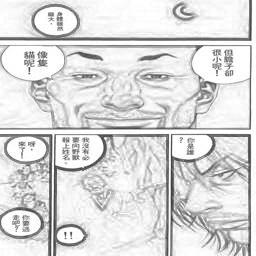 身體雖然
龐大，
但膽子卻
很小呢！
像隻
貓呢！
？你是誰
我沒有必
要向野獸
報上姓名。
呀，
來了！
！！
你要逃
走吧？